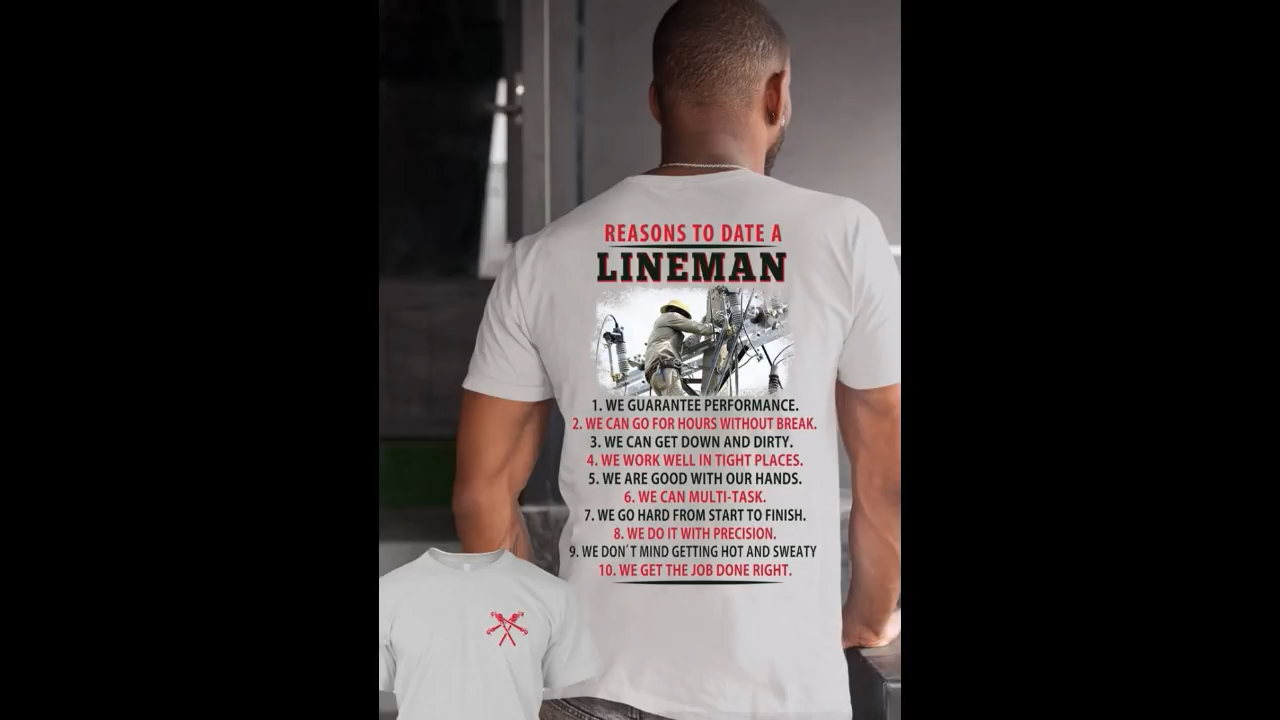 REASONS TO DATE A
LINEMAN
1. WE GUARANTEE PERFORMANCE.
2. WE CAN GO FOR HOURS WITHOUT BREAK.
3. WE CAN GET DOWN AND DIRTY.
4. WE WORK WELL IN TIGHT PLACES.
5. WE ARE GOOD WITH OUR HANDS.
6. WE CAN MULTI-TASK.
7. WE GO HARD FROM START TO FINISH.
8. WE DO IT WITH PRECISION.
9. WE DON'T MIND GETTING HOT AND SWEATY
10. WE GET THE JOB DONE RIGHT.